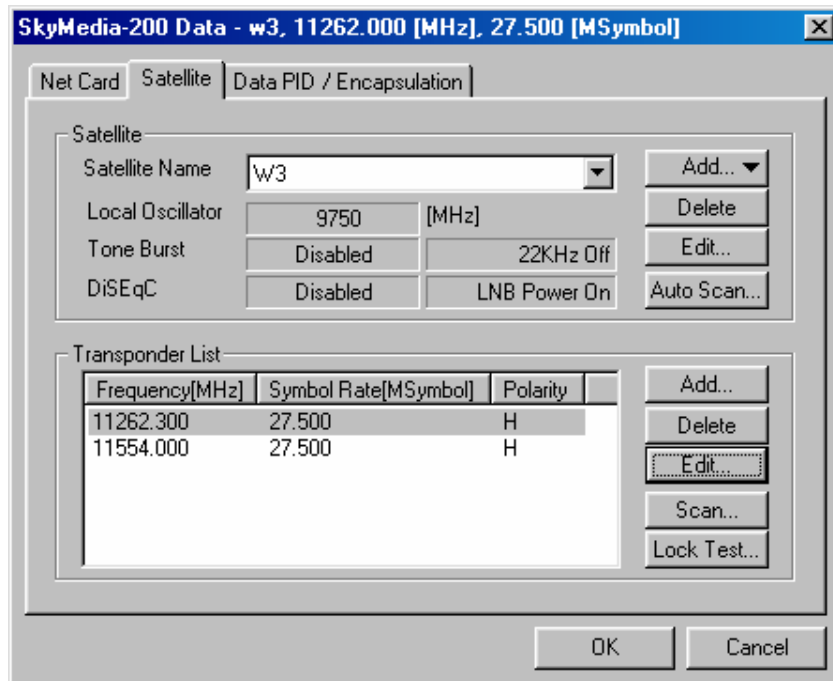 SkyMedia-200 Data - w3, 11262.000 [MHz], 27.500 [MSymbol]
Net Card Satellite Data PID / Encapsulation
Satellite
Satellite Name W3 Add...
Local Oscillator 9750 [MHz] Delete
Tone Burst Disabled 22KHz Off Edit...
DiSEqC Disabled LNB Power On Auto Scan...
Transponder List
Frequency[MHz] Symbol Rate[MSymbol] Polarity Add...
11262.300 27.500 H Delete
11554.000 27.500 H Edit...
Scan...
Lock Test...
OK Cancel